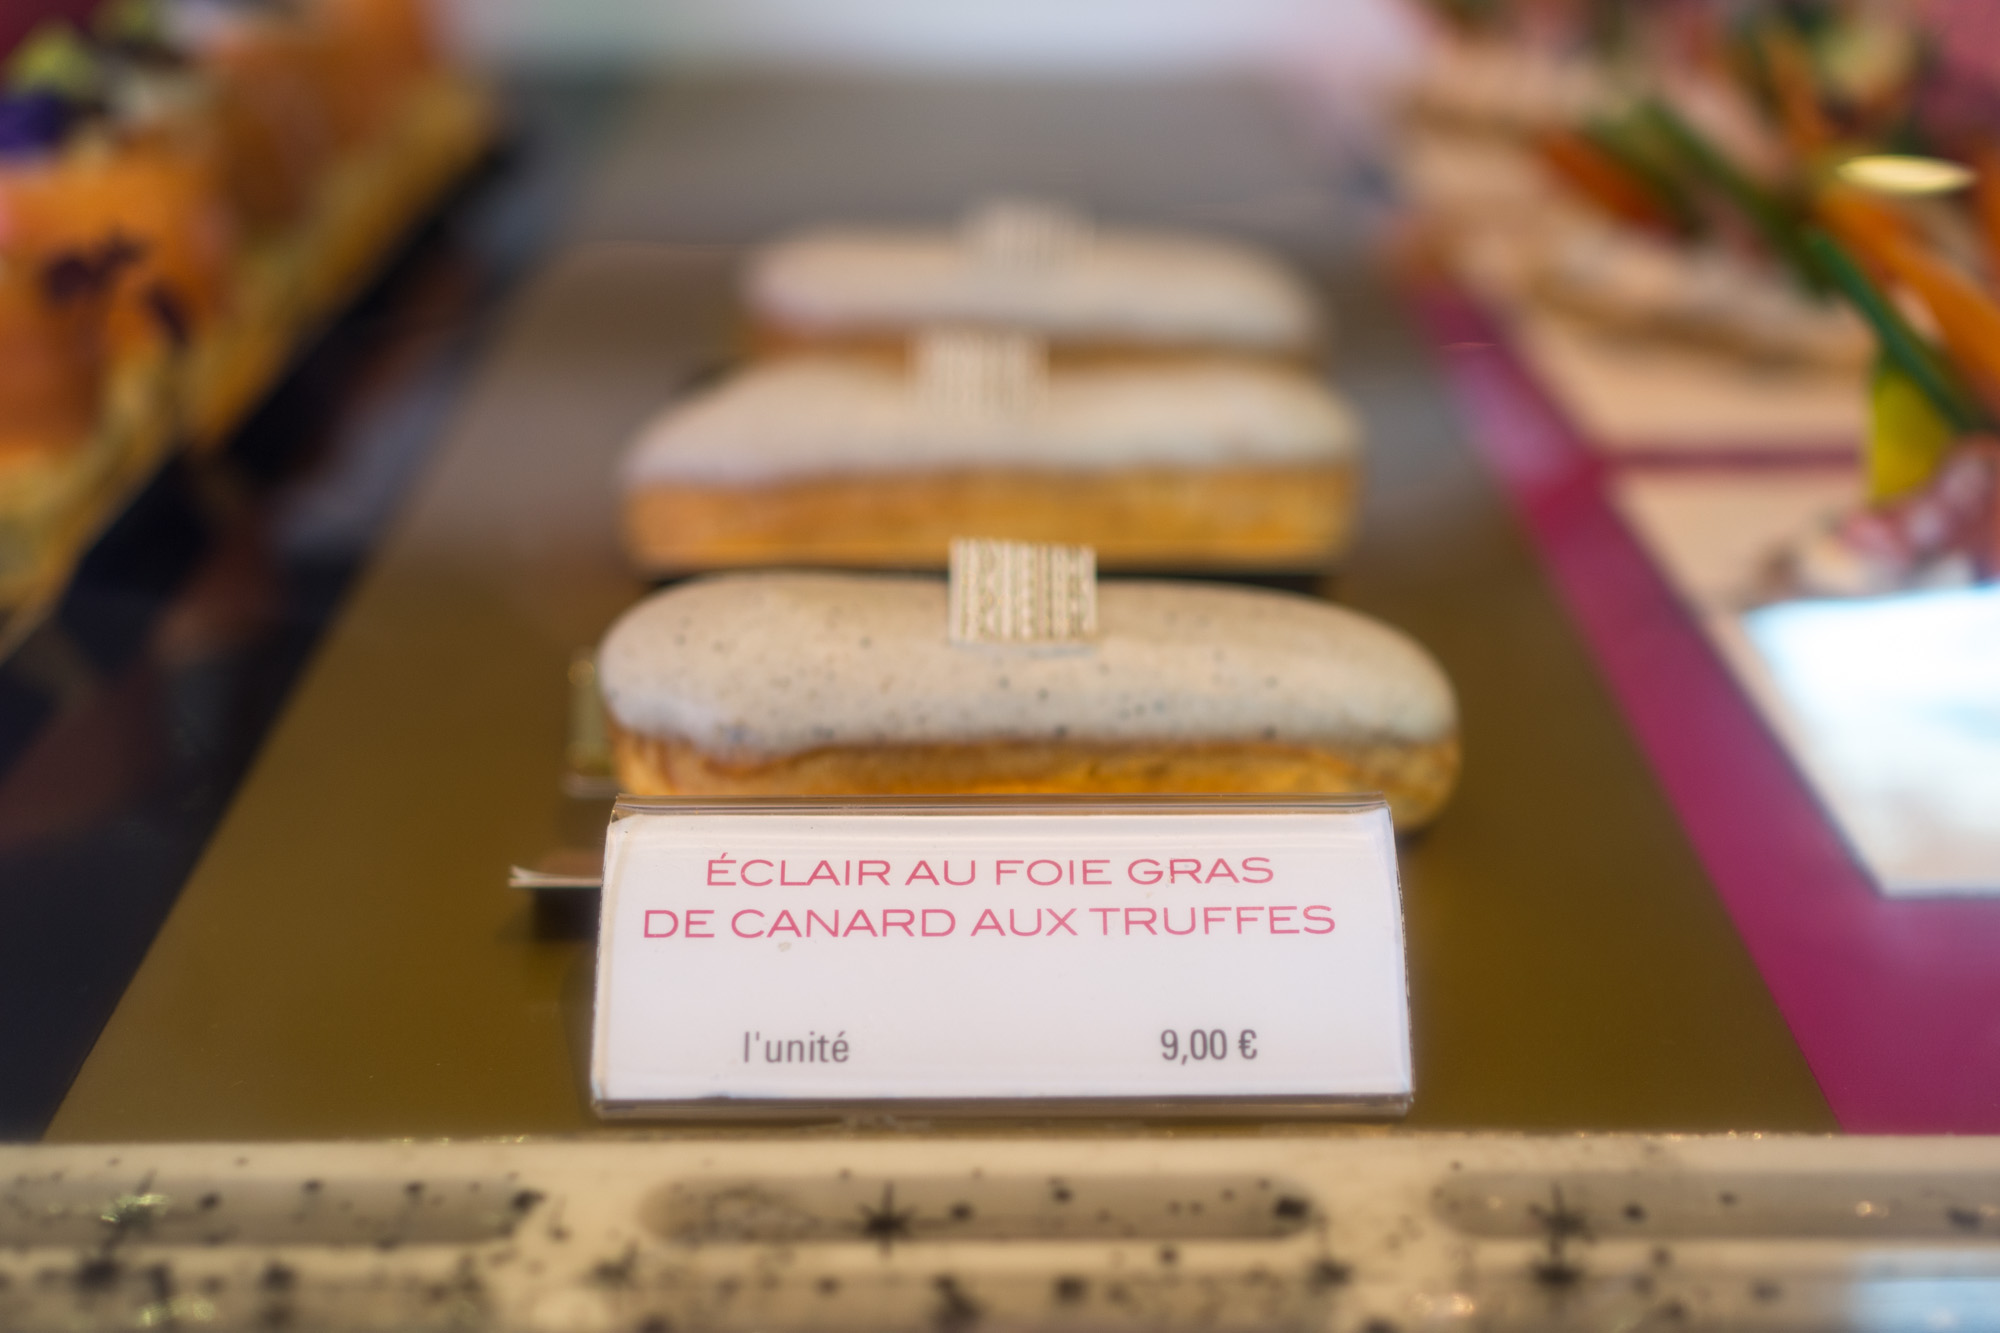 ÉCLAIR AU FOIE GRAS
DE CANARD AUX TRUFFES
l'unité 9,00 €